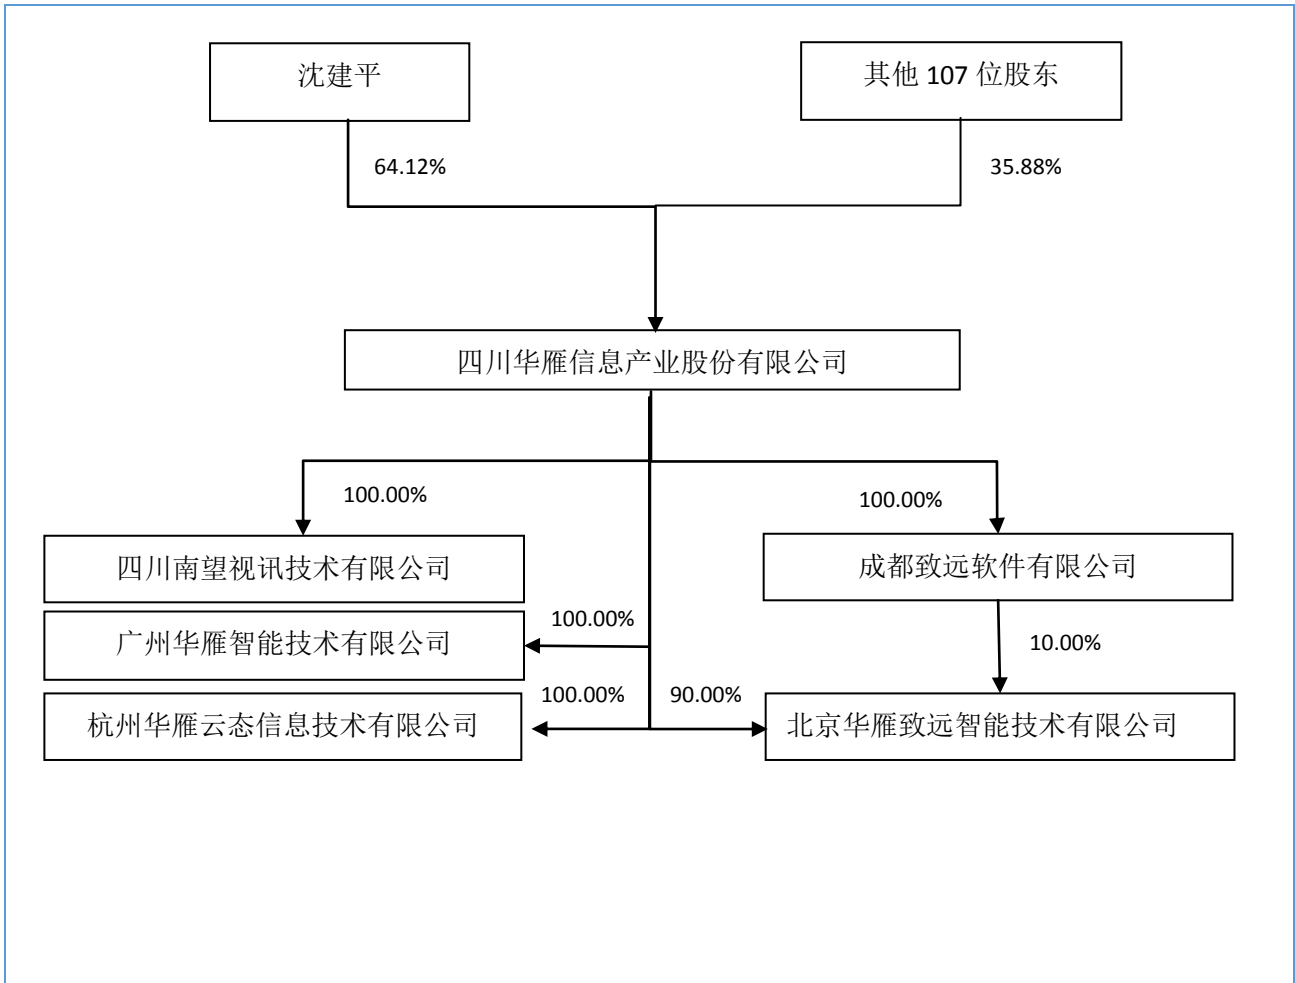 沈建平
其他 107 位股东
64.12%
35.88%
四川华雁信息产业股份有限公司
100.00%
100.00%
四川南望视讯技术有限公司
成都致远软件有限公司
100.00%
广州华雁智能技术有限公司
10.00%
100.00%
90.00%
杭州华雁云态信息技术有限公司
北京华雁致远智能技术有限公司